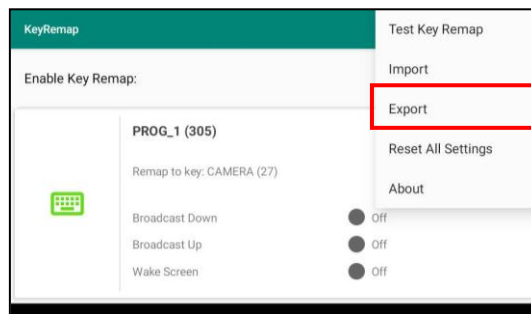 KeyRemap
Enable Key Remap:
PROG_1 (305)
Remap to key: CAMERA (27)
Broadcast Down
Off
Broadcast Up
Off
Wake Screen
Off
Test Key Remap
Import
Export
Reset All Settings
About